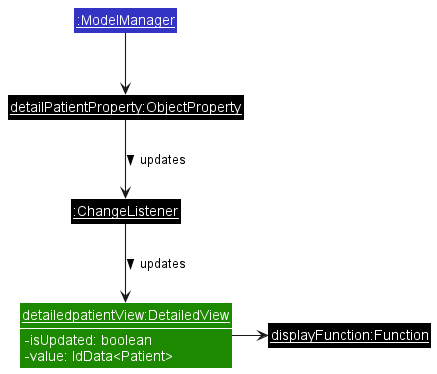 :ModelManager
detailPatientProperty:ObjectProperty
updates
:ChangeListener
updates
detailedpatientView:DetailedView
-isUpdated: boolean
-value: IdData<Patient>
displayFunction:Function